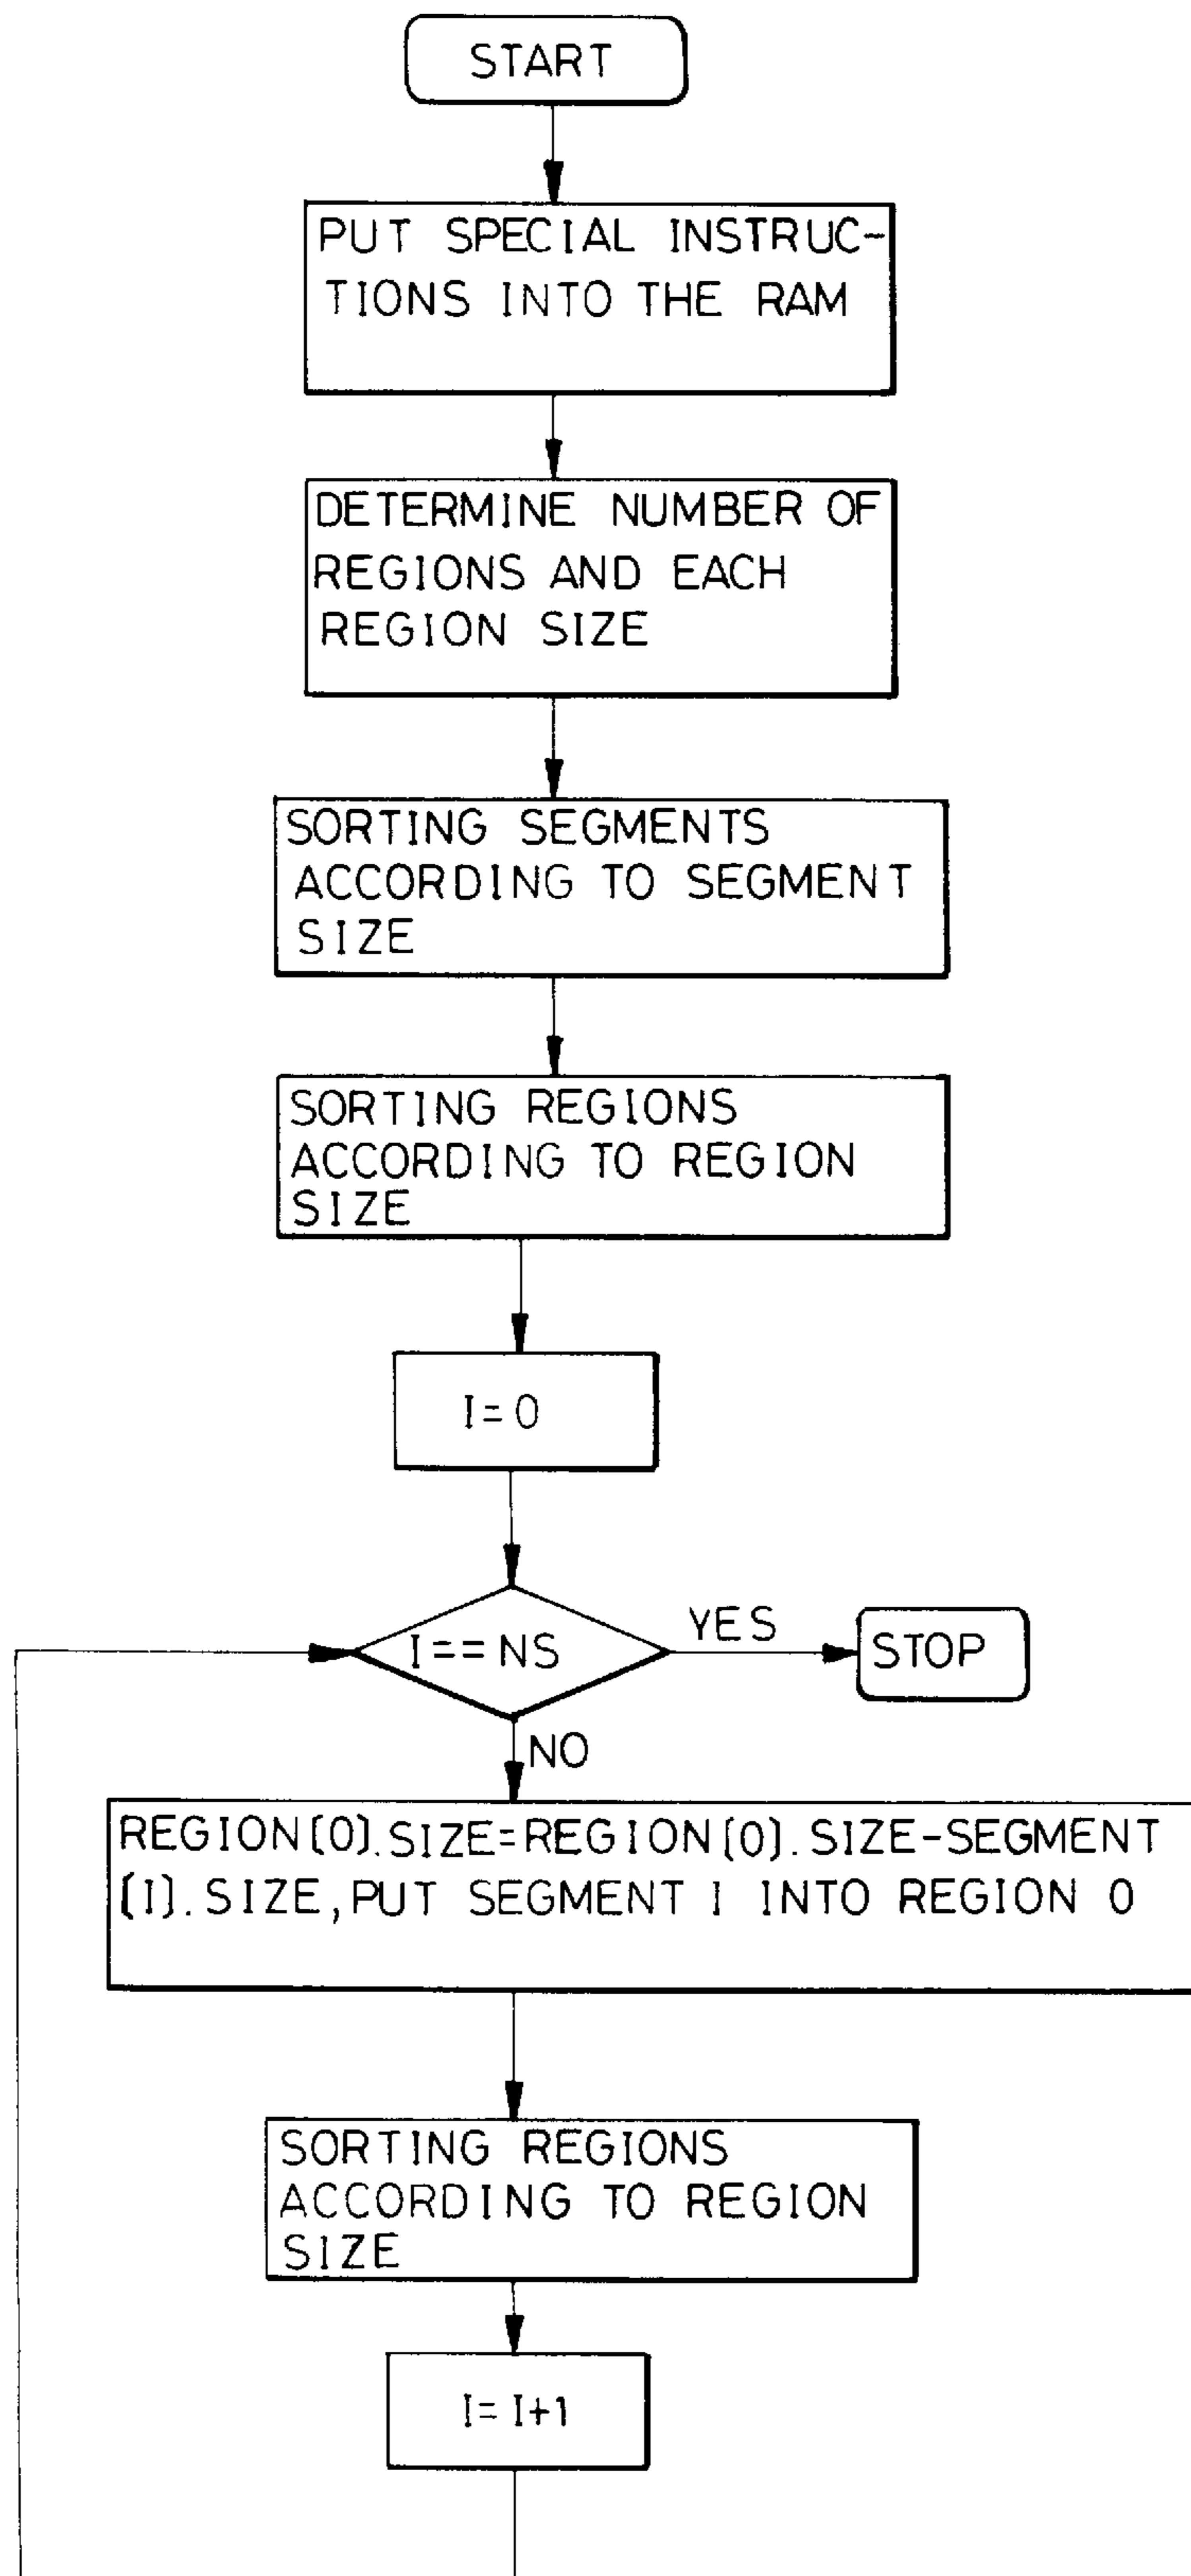 START
PUT SPECIAL INSTRUC-
TIONS INTO THE RAM
DETERMINE NUMBER OF
REGIONS AND EACH
REGION SIZE
SORTING SEGMENTS
ACCORDING TO SEGMENT
SIZE
SORTING REGIONS
ACCORDING TO REGION
SIZE
I=0
I==NS
YES
STOP
NO
REGION[0].SIZE=REGION[0].SIZE-SEGMENT
[I].SIZE,PUT SEGMENT I INTO REGION 0
SORTING REGIONS
ACCORDING TO REGION
SIZE
I=I+1